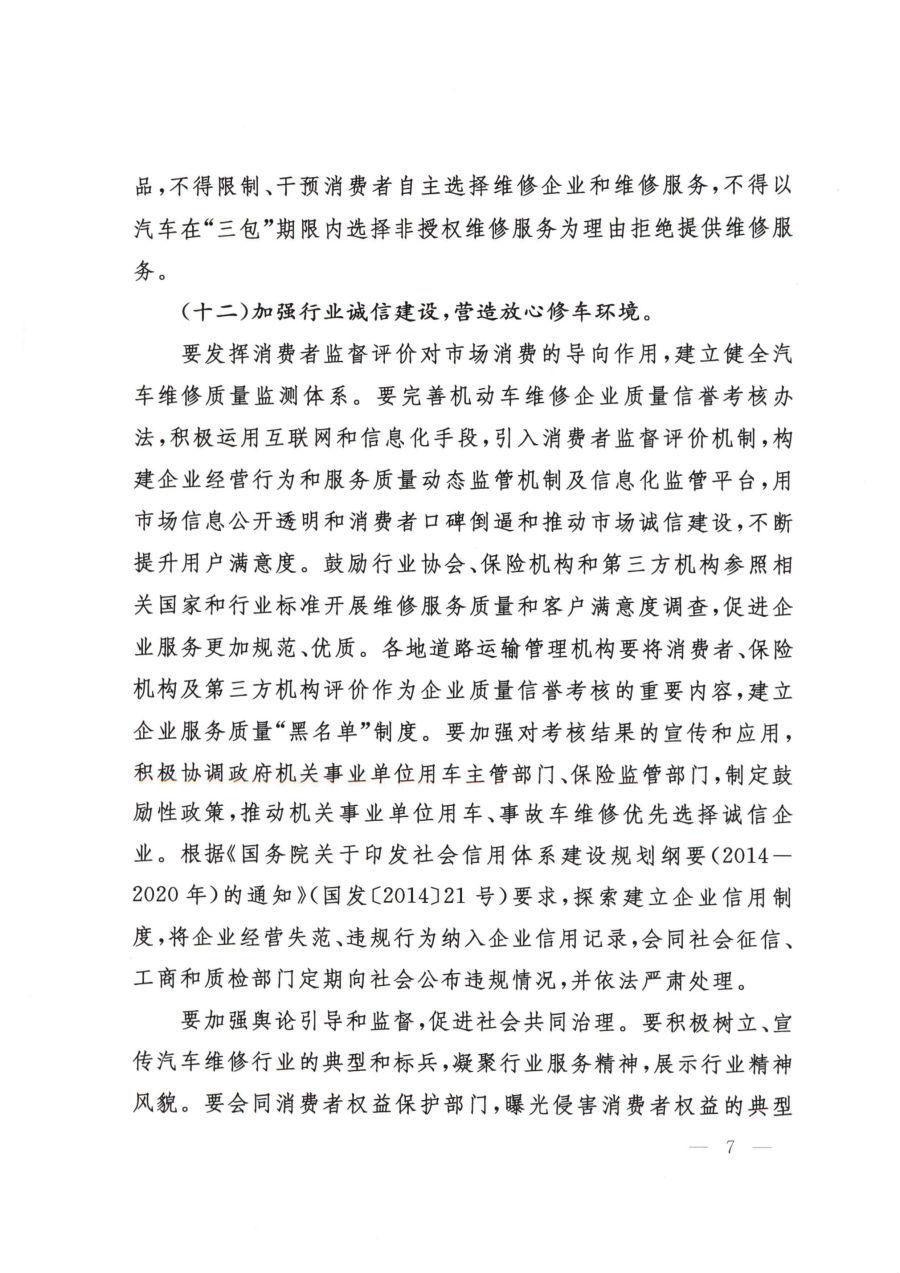 品，不得限制、干预消费者自主选择维修企业和维修服务，不得以
汽车在“三包”期限内选择非授权维修服务为理由拒绝提供维修服
务。
(十二)加强行业诚信建设，营造放心修车环境。
要发挥消费者监督评价对市场消费的导向作用，建立健全汽
车维修质量监测体系。要完善机动车维修企业质量信誉考核办
法，积极运用互联网和信息化手段，引入消费者监督评价机制，构
建企业经营行为和服务质量动态监管机制及信息化监管平台，用
市场信息公开透明和消费者口碑倒逼和推动市场诚信建设，不断
提升用户满意度。鼓励行业协会、保险机构和第三方机构参照相
关国家和行业标准开展维修服务质量和客户满意度调查，促进企
业服务更加规范、优质。各地道路运输管理机构要将消费者、保险
机构及第三方机构评价作为企业质量信誉考核的重要内容，建立
企业服务质量“黑名单”制度。要加强对考核结果的宣传和应用，
积极协调政府机关事业单位用车主管部门、保险监管部门，制定鼓
励性政策，推动机关事业单位用车、事故车维修优先选择诚信企
业。根据《国务院关于印发社会信用体系建设规划纲要(2014—
2020年)的通知》(国发〔2014〕21号)要求，探索建立企业信用制
度，将企业经营失范、违规行为纳入企业信用记录，会同社会征信、
工商和质检部门定期向社会公布违规情况，并依法严肃处理。
要加强舆论引导和监督，促进社会共同治理。要积极树立、宣
传汽车维修行业的典型和标兵，凝聚行业服务精神，展示行业精神
风貌。要会同消费者权益保护部门，曝光侵害消费者权益的典型
— 7 —